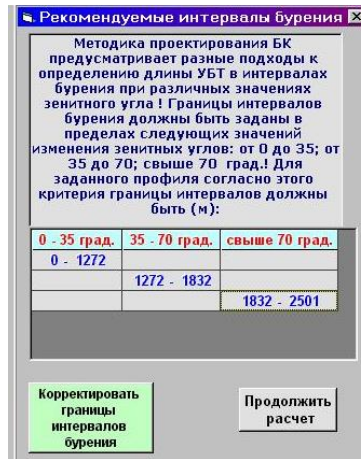 Рекомендуемые интервалы бурения
Методика проектирования БК
предусматривает разные подходы к
определению длины УБТ в интервалах
бурения при различных значениях
зенитного угла ! Границы интервалов
бурения должны быть заданы в
пределах следующих значений
изменения зенитных углов: от 0 до 35; от
35 до 70; свыше 70 град.! Для
заданного профиля согласно этого
критерия границы интервалов должны
быть (м):
0 - 35 град. 35 - 70 град. свыше 70 град.
0 - 1272
1272 - 1832
1832 - 2501
Корректировать
границы
интервалов
бурения
Продолжить
расчет